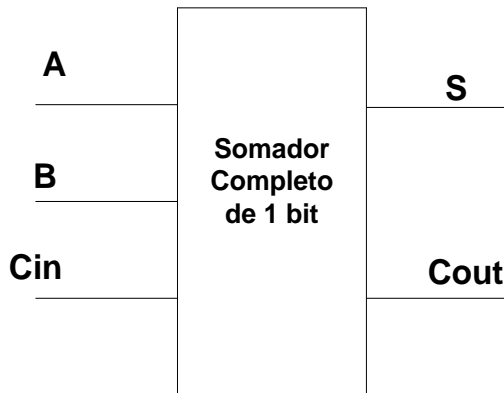 A
B
Cin
Somador
Completo
de 1 bit
S
Cout